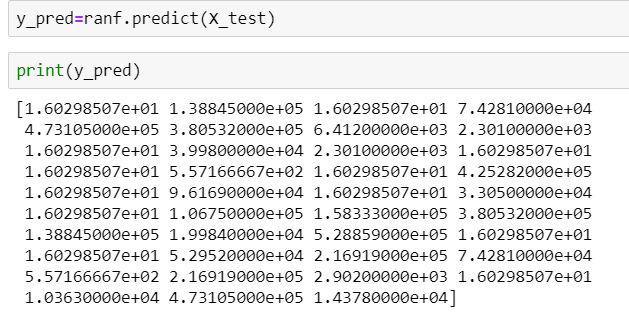 y_pred=ranf.predict(X_test)
print(y_pred)
[1.60298507e+01 1.38845000e+05 1.60298507e+01 7.42810000e+04
4.73105000e+05 3.80532000e+05 6.41200000e+03 2.30100000e+03
1.60298507e+01 3.99800000e+04 2.30100000e+03 1.60298507e+01
1.60298507e+01 5.57166667e+02 1.60298507e+01 4.25282000e+05
1.60298507e+01 9.61690000e+04 1.60298507e+01 3.30500000e+04
1.60298507e+01 1.06750000e+05 1.58333000e+05 3.80532000e+05
1.38845000e+05 1.99840000e+04 5.28859000e+05 1.60298507e+01
1.60298507e+01 5.29520000e+04 2.16919000e+05 7.42810000e+04
5.57166667e+02 2.16919000e+05 2.90200000e+03 1.60298507e+01
1.03630000e+04 4.73105000e+05 1.43780000e+04]